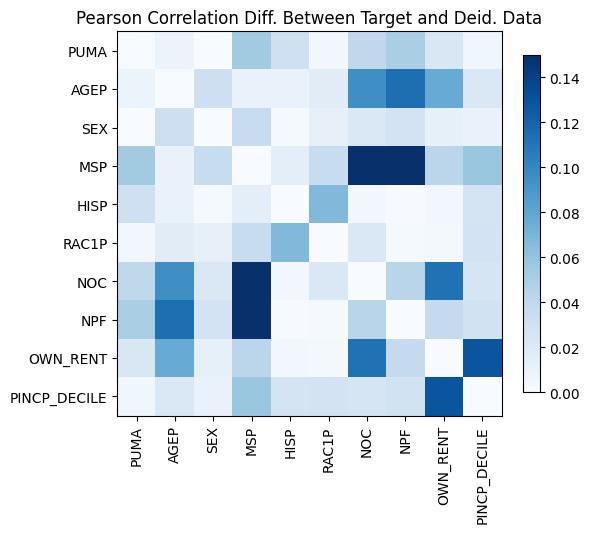 Pearson Correlation Diff. Between Target and Deid. Data
PUMA
AGEP
SEX
MSP
HISP
RAC1P
NOC
NPF
OWN_RENT
PINCP_DECILE
PUMA
AGEP
SEX
MSP
HISP
RAC1P
NOC
NPF
OWN_RENT
PINCP_DECILE
0.14
0.12
0.10
0.08
0.06
0.04
0.02
0.00